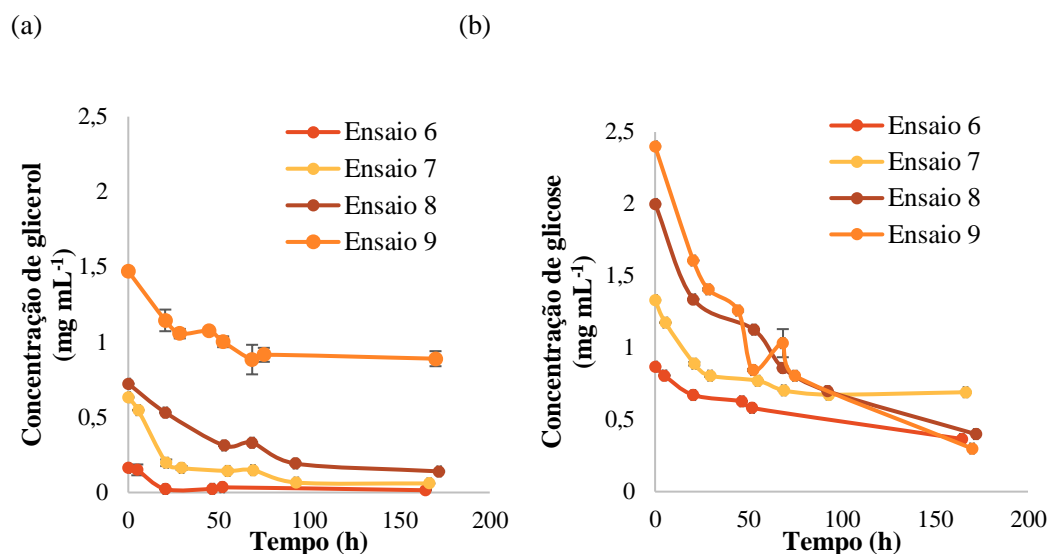 (a)
(b)
Concentração de glicerol
(mg mL⁻¹)
2,5
2
1,5
1
0,5
0
0
50
100
150
200
Tempo (h)
Ensaio 6
Ensaio 7
Ensaio 8
Ensaio 9
Concentração de glicose
(mg mL⁻¹)
2,5
2
1,5
1
0,5
0
0
50
100
150
200
Tempo (h)
Ensaio 6
Ensaio 7
Ensaio 8
Ensaio 9